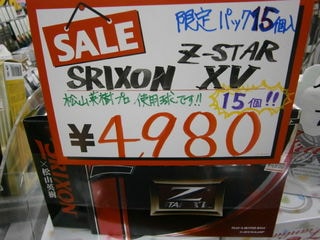 限定パック15個入
SALE
Z-STAR
SRIXON XV
松山英樹プロ使用球です!!
15個!!
¥4,980
×松山英樹
SRIXON
Z